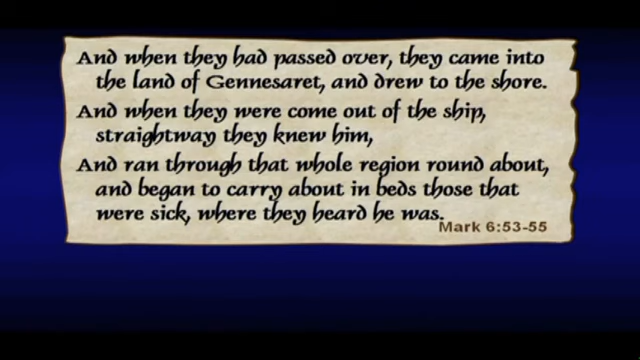 And when they had passed over, they came into
the land of Gennesaret, and drew to the shore.
And when they were come out of the ship,
straightway they knew him,
And ran through that whole region round about,
and began to carry about in beds those that
were sick, where they heard he was.
Mark 6:53-55